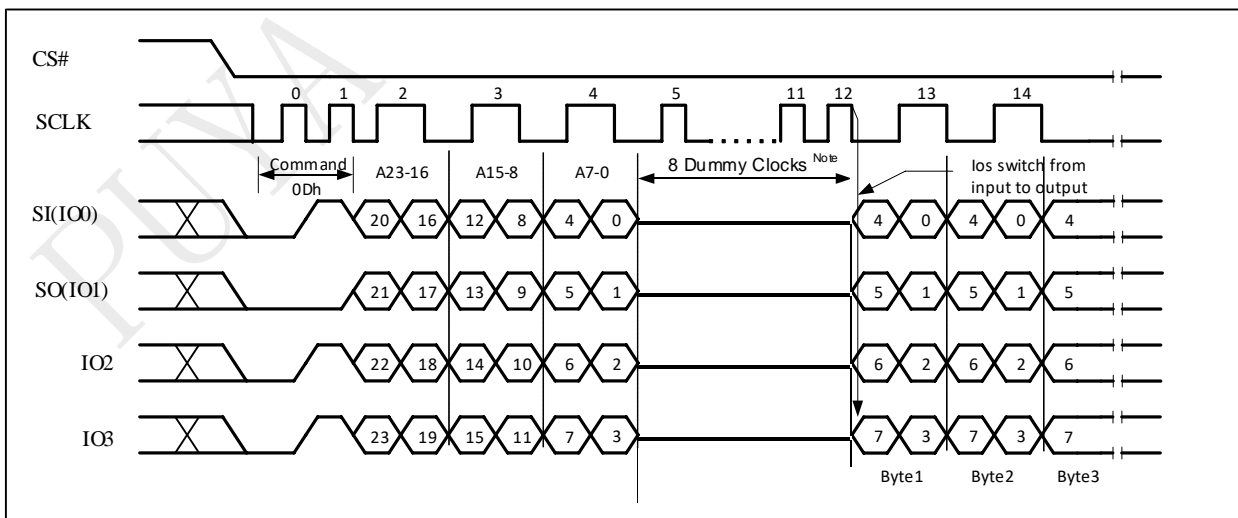 PUYA
CS#
SCLK
0 1 2 3 4 5 11 12 13 14
Command
0Dh
A23-16 A15-8 A7-0
8 Dummy Clocks Note
Ios switch from
input to output
SI(IO0) 20 16 12 8 4 0 4 0 4 0 4
SO(IO1) 21 17 13 9 5 1 5 1 5 1 5
IO2 22 18 14 10 6 2 6 2 6 2 6
IO3 23 19 15 11 7 3 7 3 7 3 7
Byte1 Byte2 Byte3